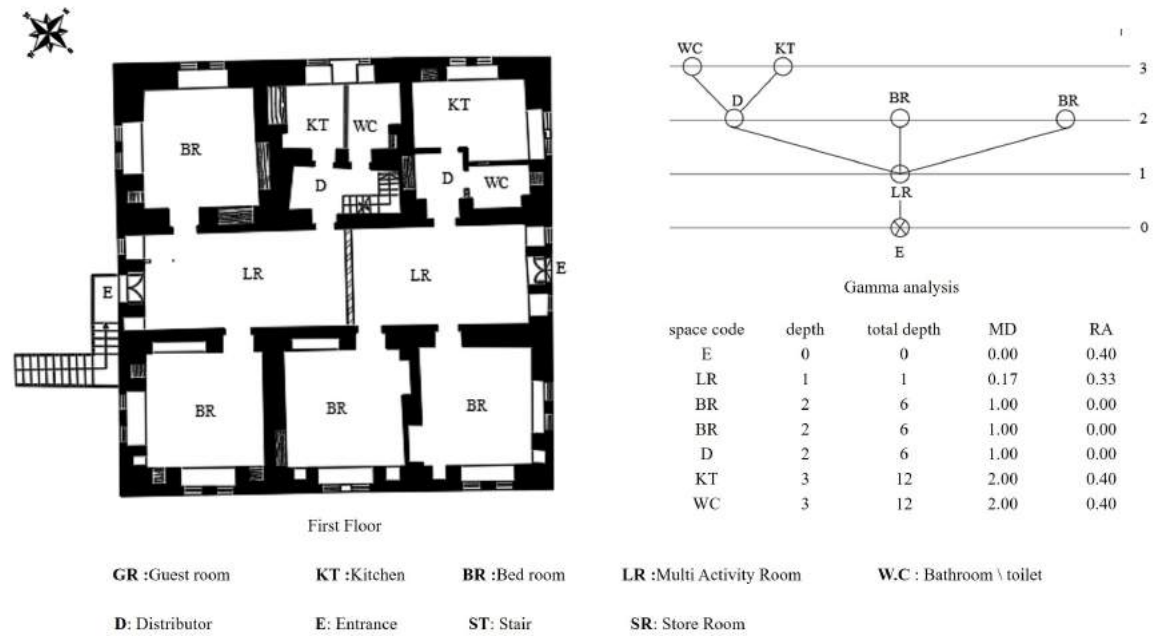 WC KT
3
D BR BR
2
1
LR
0
E
Gamma analysis
KT
KT WC
BR
D D WC
LR LR E
E
BR BR BR
First Floor
space code depth total depth MD RA
E 0 0 0.00 0.40
LR 1 1 0.17 0.33
BR 2 6 1.00 0.00
BR 2 6 1.00 0.00
D 2 6 1.00 0.00
KT 3 12 2.00 0.40
WC 3 12 2.00 0.40
GR :Guest room KT :Kitchen BR :Bed room LR :Multi Activity Room W.C : Bathroom \ toilet
D: Distributor E: Entrance ST: Stair SR: Store Room